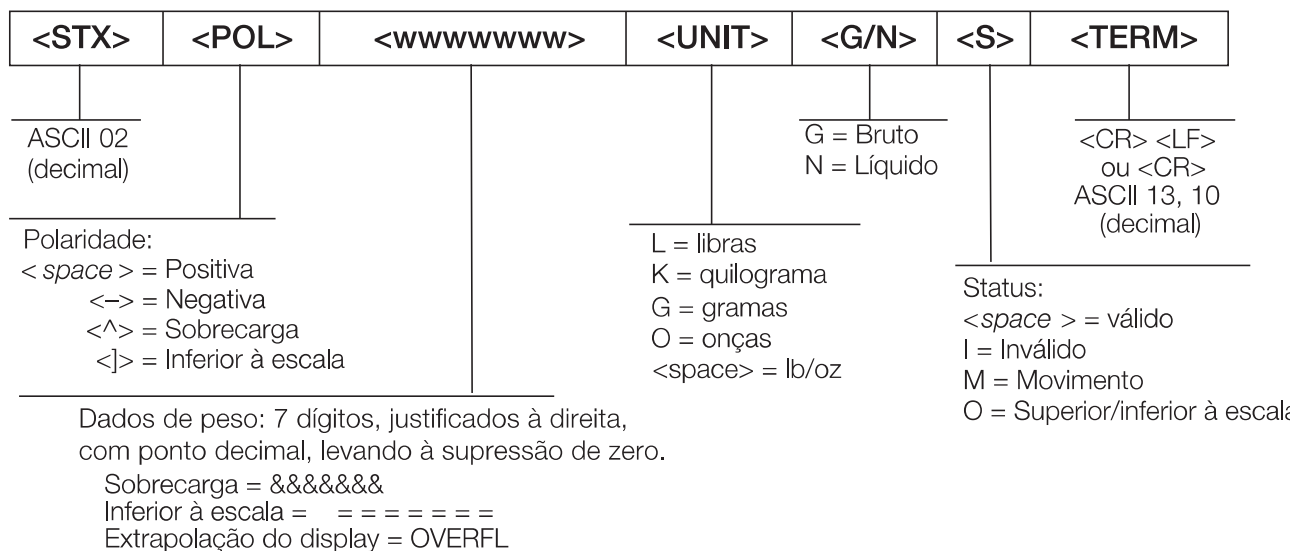 <STX> <POL> <wwwwwww> <UNIT> <G/N> <S> <TERM>
ASCII 02
(decimal)
G = Bruto
N = Líquido
<CR> <LF>
ou <CR>
ASCII 13, 10
(decimal)
Polaridade:
< space > = Positiva
<–> = Negativa
<^> = Sobrecarga
<]> = Inferior à escala
L = libras
K = quilograma
G = gramas
O = onças
<space> = lb/oz
Status:
<space > = válido
I = Inválido
M = Movimento
O = Superior/inferior à escala
Dados de peso: 7 dígitos, justificados à direita,
com ponto decimal, levando à supressão de zero.
Sobrecarga = &&&&&&&
Inferior à escala = = = = = = = =
Extrapolação do display = OVERFL